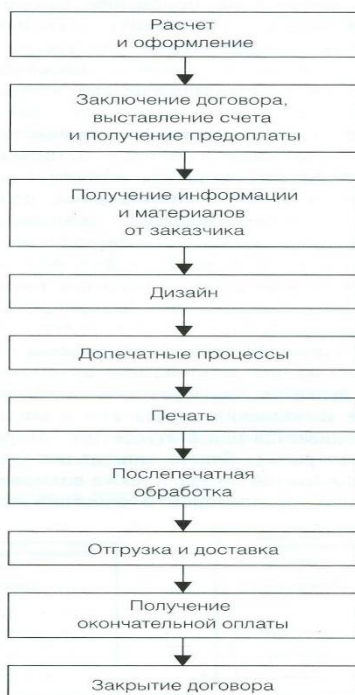 Расчет
и оформление
Заключение договора,
выставление счета
и получение предоплаты
Получение информации
и материалов
от заказчика
Дизайн
Допечатные процессы
Печать
Послепечатная
обработка
Отгрузка и доставка
Получение
окончательной оплаты
Закрытие договора